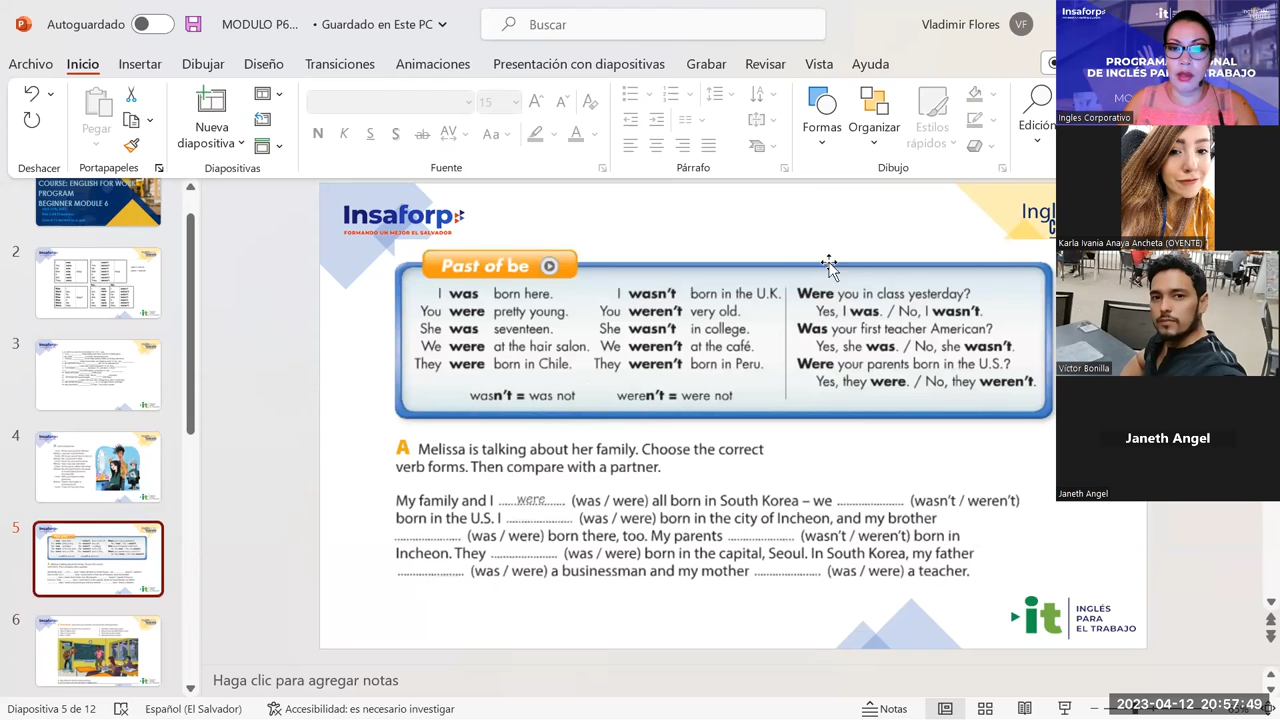 Autoguardado
MODULO P6... • Guardar en este PC
Buscar
Vladimir Flores
VF
Archivo
Inicio
Insertar
Dibujar
Diseño
Transiciones
Animaciones
Presentación con diapositivas
Grabar
Revisar
Vista
Ayuda
Pegar
Nueva
diapositiva
15
N K S S ab AV Aa A
Formas
Organizar
Estilos
rápidos
Edición
Deshacer
Portapapeles
Diapositivas
Fuente
Párrafo
Dibujo
COURSE: ENGLISH FOR WORK
PROGRAM
BEGINNER MODULE 6
2
3
4
5
6
Insaforp
FORMANDO UN MEJOR EL SALVADOR
Past of be
I was born here.
You were pretty young.
She was seventeen.
We were at the hair salon.
They were born in Chile.
wasn't = was not
I wasn't born in the U.K.
You weren't very old.
She wasn't in college.
We weren't at the café.
They weren't born in Peru.
weren't = were not
Were you in class yesterday?
Yes, I was. / No, I wasn't.
Was your first teacher American?
Yes, she was. / No, she wasn't.
Were your parents born in the U.S.?
Yes, they were. / No, they weren't.
A Melissa is talking about her family. Choose the correct
verb forms. Then compare with a partner.
My family and I were (was / were) all born in South Korea – we (wasn't / weren't)
born in the U.S. I (was / were) born in the city of Incheon, and my brother
(was / were) born there, too. My parents (wasn't / weren't) born in
Incheon. They (was / were) born in the capital, Seoul. In South Korea, my father
(was / were) a businessman and my mother (was / were) a teacher.
it
INGLÉS
PARA
EL TRABAJO
Haga clic para agregar notas
Diapositiva 5 de 12
Español (El Salvador)
Accesibilidad: es necesario investigar
Notas
2023-04-12 20:57:49
Insaforp
it
Ingles Corporativo
Karla Ivania Anaya Ancheta (OYENTE)
Víctor Bonilla
Janeth Angel
Janeth Angel